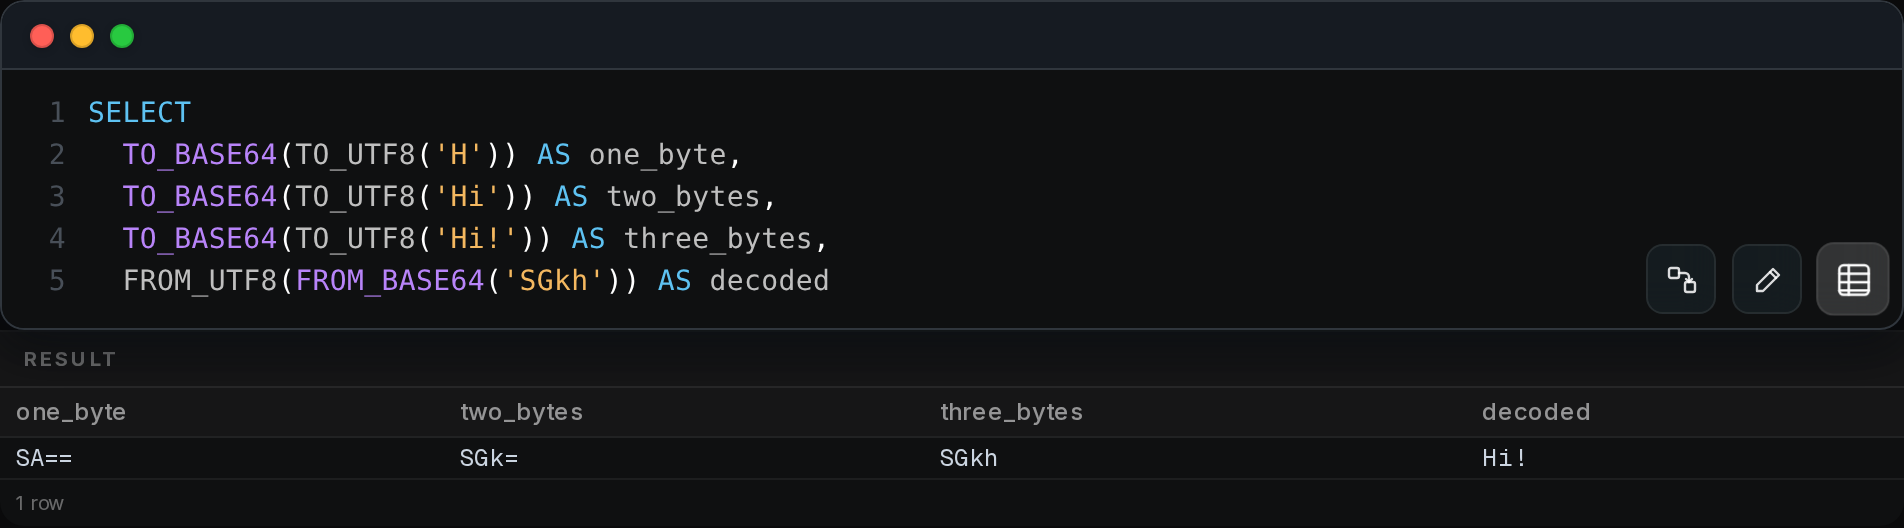 1 SELECT
2   TO_BASE64(TO_UTF8('H')) AS one_byte,
3   TO_BASE64(TO_UTF8('Hi')) AS two_bytes,
4   TO_BASE64(TO_UTF8('Hi!')) AS three_bytes,
5   FROM_UTF8(FROM_BASE64('SGkh')) AS decoded
RESULT
one_byte two_bytes three_bytes decoded
SA== SGk= SGkh Hi!
1 row